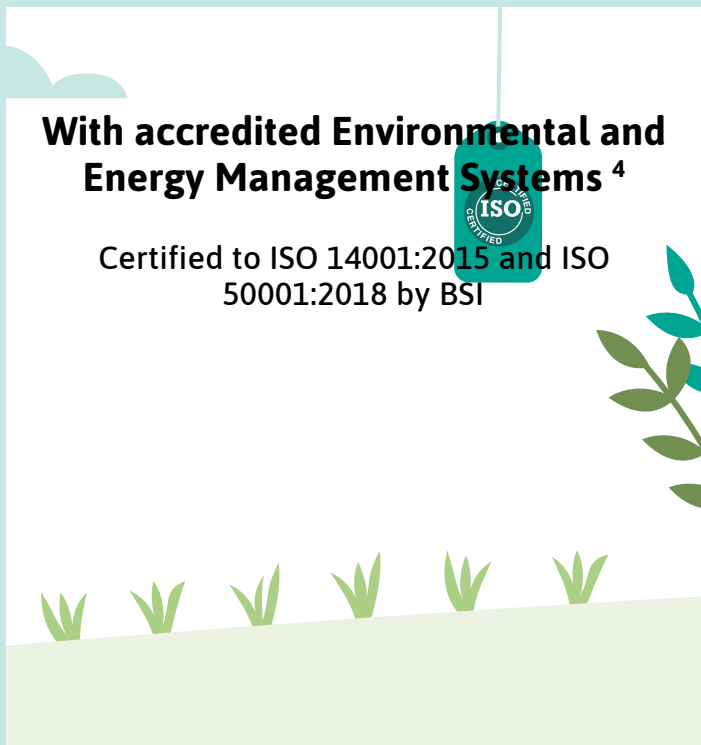 With accredited Environmental and
Energy Management Systems ⁴
CERTIFIED
ISO
CERTIFIED
Certified to ISO 14001:2015 and ISO
50001:2018 by BSI